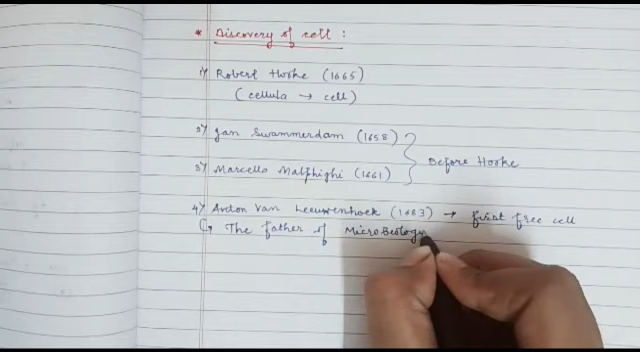 * Discovery of cell :
1) Robert Hooke (1665)
(cellula → cell)
2) Jan Swammerdam (1658)
3) Marcello Malphighi (1661)
} Before Hooke
4) Anton Van Leeuwenhoek (1683) → first free cell
↳ The father of MicroBiology